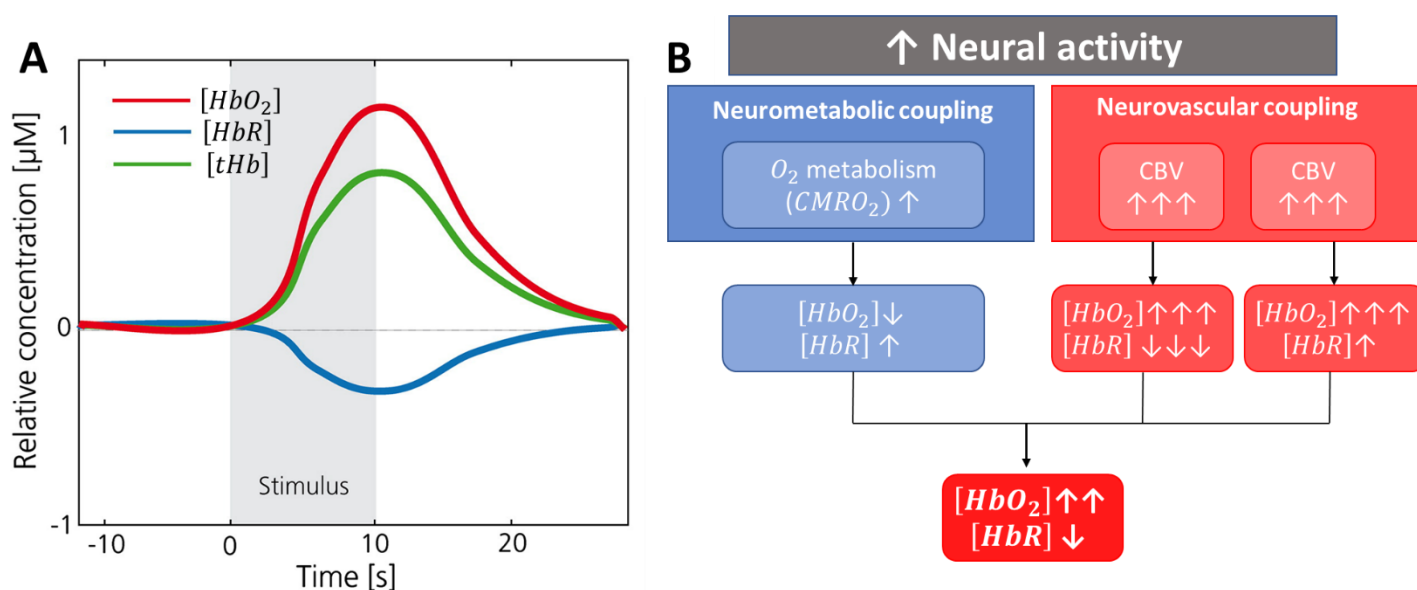 A
[HbO₂]
[HbR]
[tHb]
Relative concentration [µM]
1
0
-1
Stimulus
-10 0 10 20
Time [s]
B
↑ Neural activity
Neurometabolic coupling
O₂ metabolism
(CMRO₂) ↑
Neurovascular coupling
CBV
↑↑↑
CBV
↑↑↑
[HbO₂]↓
[HbR] ↑
[HbO₂]↑↑↑
[HbR] ↓↓↓
[HbO₂]↑↑↑
[HbR]↑
[HbO₂]↑↑
[HbR] ↓